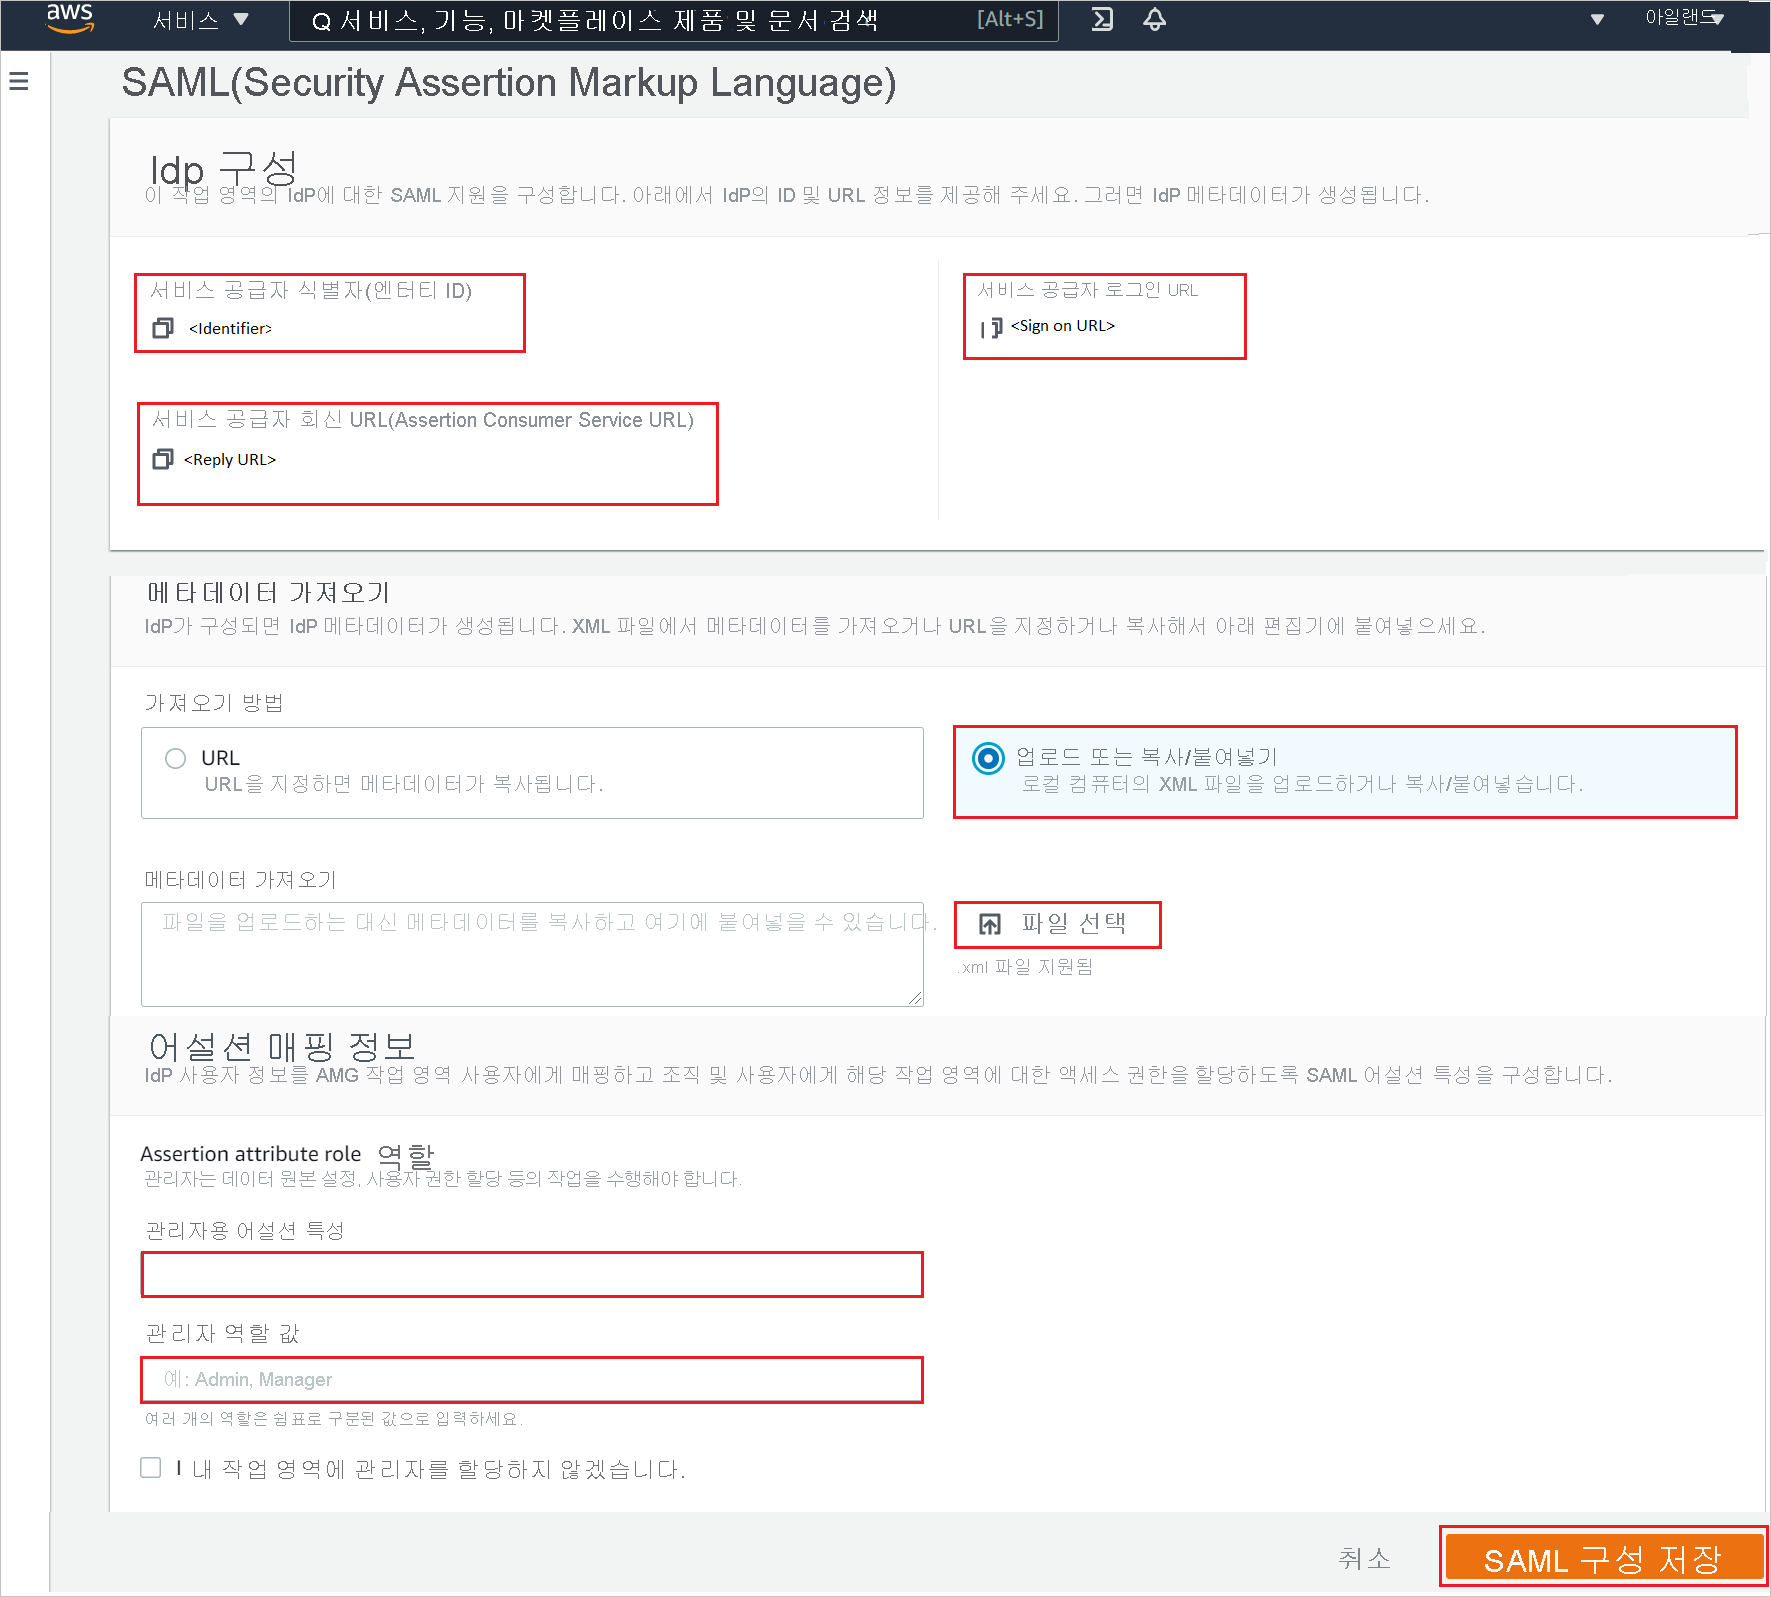 aws
서비스 ▼
Q 서비스, 기능, 마켓플레이스 제품 및 문서 검색 [Alt+S]
아일랜드
SAML(Security Assertion Markup Language)
Idp 구성
이 작업 영역의 IdP에 대한 SAML 지원을 구성합니다. 아래에서 IdP의 ID 및 URL 정보를 제공해 주세요. 그러면 IdP 메타데이터가 생성됩니다.
서비스 공급자 식별자(엔터티 ID)
<Identifier>
서비스 공급자 로그인 URL
<Sign on URL>
서비스 공급자 회신 URL(Assertion Consumer Service URL)
<Reply URL>
메타데이터 가져오기
IdP가 구성되면 IdP 메타데이터가 생성됩니다. XML 파일에서 메타데이터를 가져오거나 URL을 지정하거나 복사해서 아래 편집기에 붙여넣으세요.
가져오기 방법
URL
URL을 지정하면 메타데이터가 복사됩니다.
업로드 또는 복사/붙여넣기
로컬 컴퓨터의 XML 파일을 업로드하거나 복사/붙여넣습니다.
메타데이터 가져오기
파일을 업로드하는 대신 메타데이터를 복사하고 여기에 붙여넣을 수 있습니다.
파일 선택
.xml 파일 지원됨
어설션 매핑 정보
IdP 사용자 정보를 AMG 작업 영역 사용자에게 매핑하고 조직 및 사용자에게 해당 작업 영역에 대한 액세스 권한을 할당하도록 SAML 어설션 특성을 구성합니다.
Assertion attribute role 역할
관리자는 데이터 원본 설정, 사용자 권한 할당 등의 작업을 수행해야 합니다.
관리자용 어설션 특성
관리자 역할 값
예: Admin, Manager
여러 개의 역할은 쉼표로 구분된 값으로 입력하세요.
I 내 작업 영역에 관리자를 할당하지 않겠습니다.
취소
SAML 구성 저장